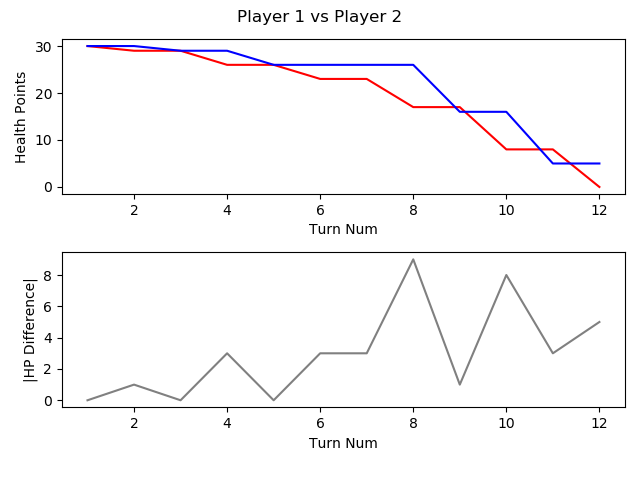 Player 1 vs Player 2
30
20
10
0
Health Points
2 4 6 8 10 12
Turn Num
8
6
4
2
0
|HP Difference|
2 4 6 8 10 12
Turn Num